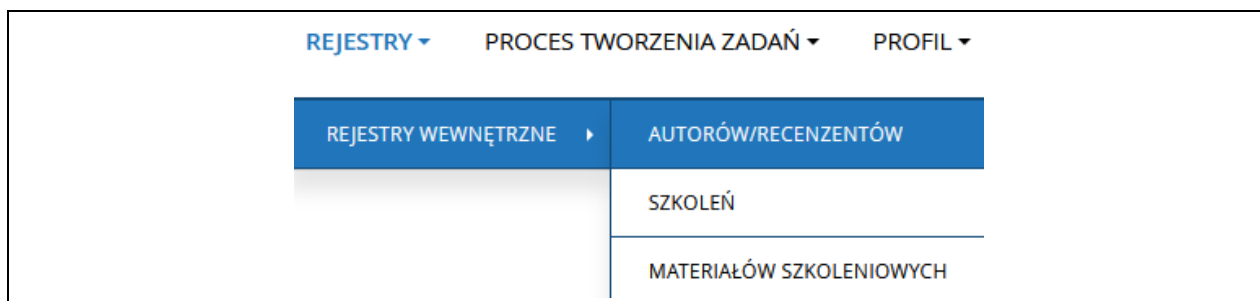 REJESTRY PROCES TWORZENIA ZADAŃ PROFIL
REJESTRY WEWNĘTRZNE AUTORÓW/RECENZENTÓW
SZKOLEŃ
MATERIAŁÓW SZKOLENIOWYCH